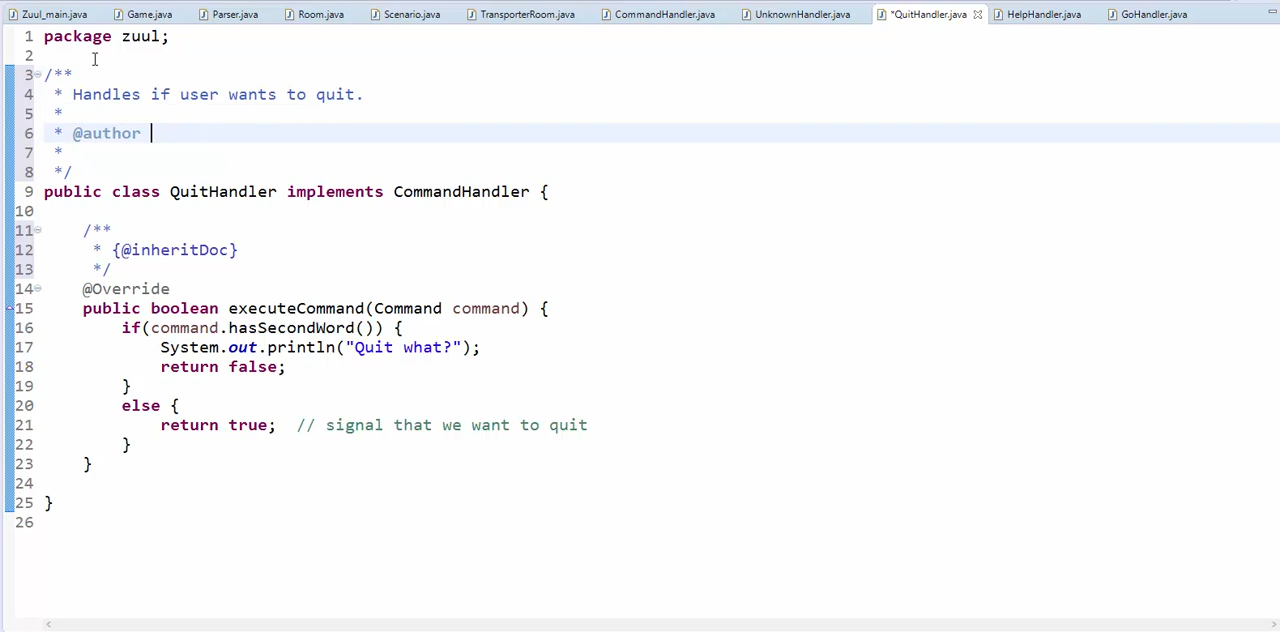 Zuul_main.java Game.java Parser.java Room.java Scenario.java TransporterRoom.java CommandHandler.java UnknownHandler.java *QuitHandler.java HelpHandler.java GoHandler.java
1 package zuul;
2
3 /**
4 * Handles if user wants to quit.
5 *
6 * @author
7 *
8 */
9 public class QuitHandler implements CommandHandler {
10
11 /**
12 * {@inheritDoc}
13 */
14 @Override
15 public boolean executeCommand(Command command) {
16 if(command.hasSecondWord()) {
17 System.out.println("Quit what?");
18 return false;
19 }
20 else {
21 return true; // signal that we want to quit
22 }
23 }
24
25 }
26